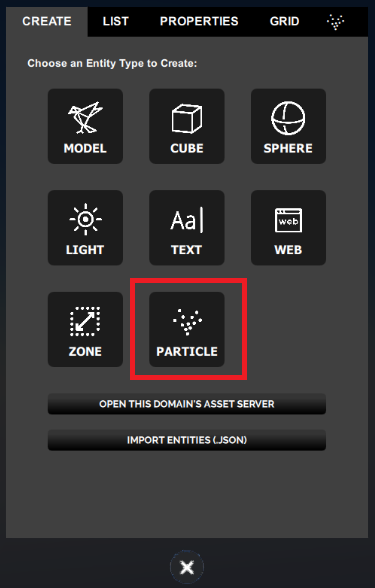 CREATE LIST PROPERTIES GRID
Choose an Entity Type to Create:
MODEL CUBE SPHERE
Aa
web
LIGHT TEXT WEB
ZONE PARTICLE
OPEN THIS DOMAIN'S ASSET SERVER
IMPORT ENTITIES (.JSON)